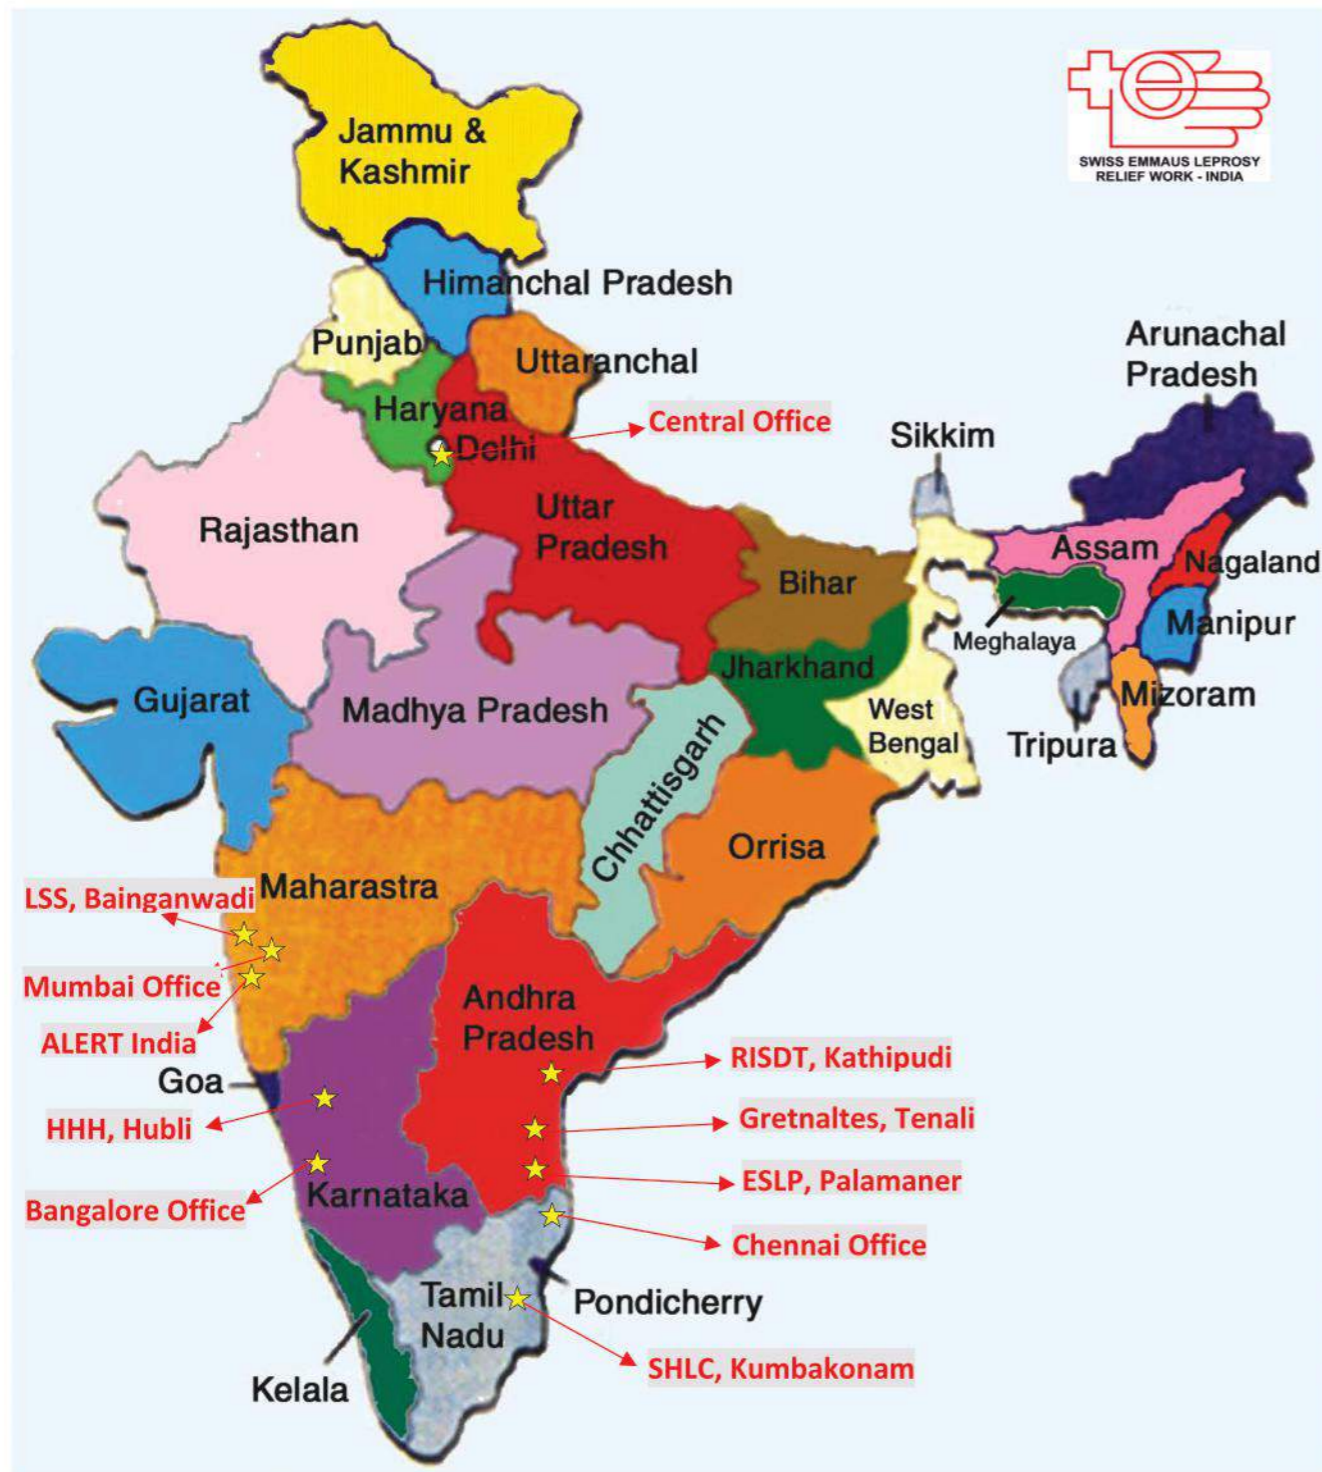 SWISS EMMAUS LEPROSY
RELIEF WORK - INDIA
Jammu &
Kashmir
Himanchal Pradesh
Punjab
Uttaranchal
Arunachal
Pradesh
Haryana
Central Office
Sikkim
Delhi
Rajasthan
Uttar
Pradesh
Assam
Nagaland
Bihar
Manipur
Meghalaya
Jharkhand
Gujarat
Madhya Pradesh
Mizoram
West
Bengal
Tripura
Chhattisgarh
Orrisa
Maharastra
LSS, Bainganwadi
Mumbai Office
Andhra
Pradesh
ALERT India
RISDT, Kathipudi
Goa
HHH, Hubli
Gretnaltes, Tenali
ESLP, Palamaner
Karnataka
Bangalore Office
Chennai Office
Tamil
Nadu
Pondicherry
SHLC, Kumbakonam
Kelala